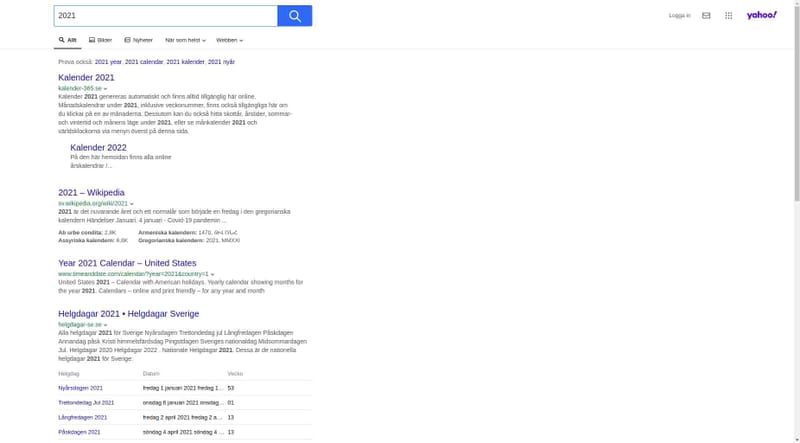 2021
Logga in
yahoo!
Allt
Bilder
Nyheter
När som helst
Webben
Prova också: 2021 year, 2021 calendar, 2021 kalender, 2021 nyår
Kalender 2021
kalender-365.se
Kalender 2021 genereras automatiskt och finns alltid tillgänglig här online.
Månadskalendrar under 2021, inklusive veckonummer, finns också tillgängliga här om
du klickar på en av månaderna. Dessutom kan du också hitta skottår, årstider, sommar-
och vintertid och månens läge under 2021, eller se månkalender 2021 och
världsklockorna via menyn överst på denna sida.
Kalender 2022
På den här hemsidan finns alla online
årskalendrar /...
2021 – Wikipedia
sv.wikipedia.org/wiki/2021
2021 är det nuvarande året och ett normalår som började en fredag i den gregorianska
kalendern Händelser Januari. 4 januari - Covid-19 pandemin ...
Ab urbe condita: 2,8K
Armeniska kalendern: 1470,
Assyriska kalendern: 6,8K
Gregorianska kalendern: 2021, MMXXI
Year 2021 Calendar – United States
www.timeanddate.com/calendar/?year=2021&country=1
United States 2021 – Calendar with American holidays. Yearly calendar showing months for
the year 2021. Calendars – online and print friendly – for any year and month
Helgdagar 2021 • Helgdagar Sverige
helgdagar-se.se
Alla helgdagar 2021 för Sverige Nyårsdagen Trettondedag jul Långfredagen Påskdagen
Annandag påsk Kristi himmelsfärdsdag Pingstdagen Sveriges nationaldag Midsommardagen
Jul. Helgdagar 2020 Helgdagar 2022 . Nationale Helgdagar 2021. Dessa är de nationella
helgdagar 2021 för Sverige:
Helgdag Datum Vecko
Nyårsdagen 2021 fredag 1 januari 2021 fredag 1... 53
Trettondedag Jul 2021 onsdag 6 januari 2021 onsdag... 01
Långfredagen 2021 fredag 2 april 2021 fredag 2 a... 13
Påskdagen 2021 söndag 4 april 2021 söndag 4 ... 13